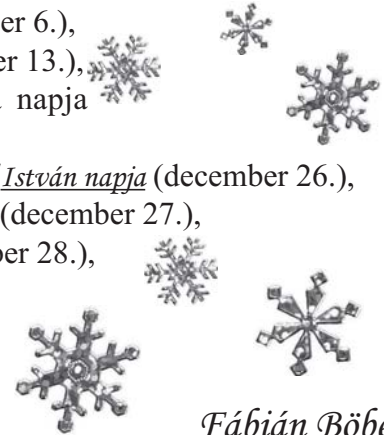 er 6.),
er 13.),
napja
István napja (december 26.),
(december 27.),
ber 28.),
Fábián Böbe